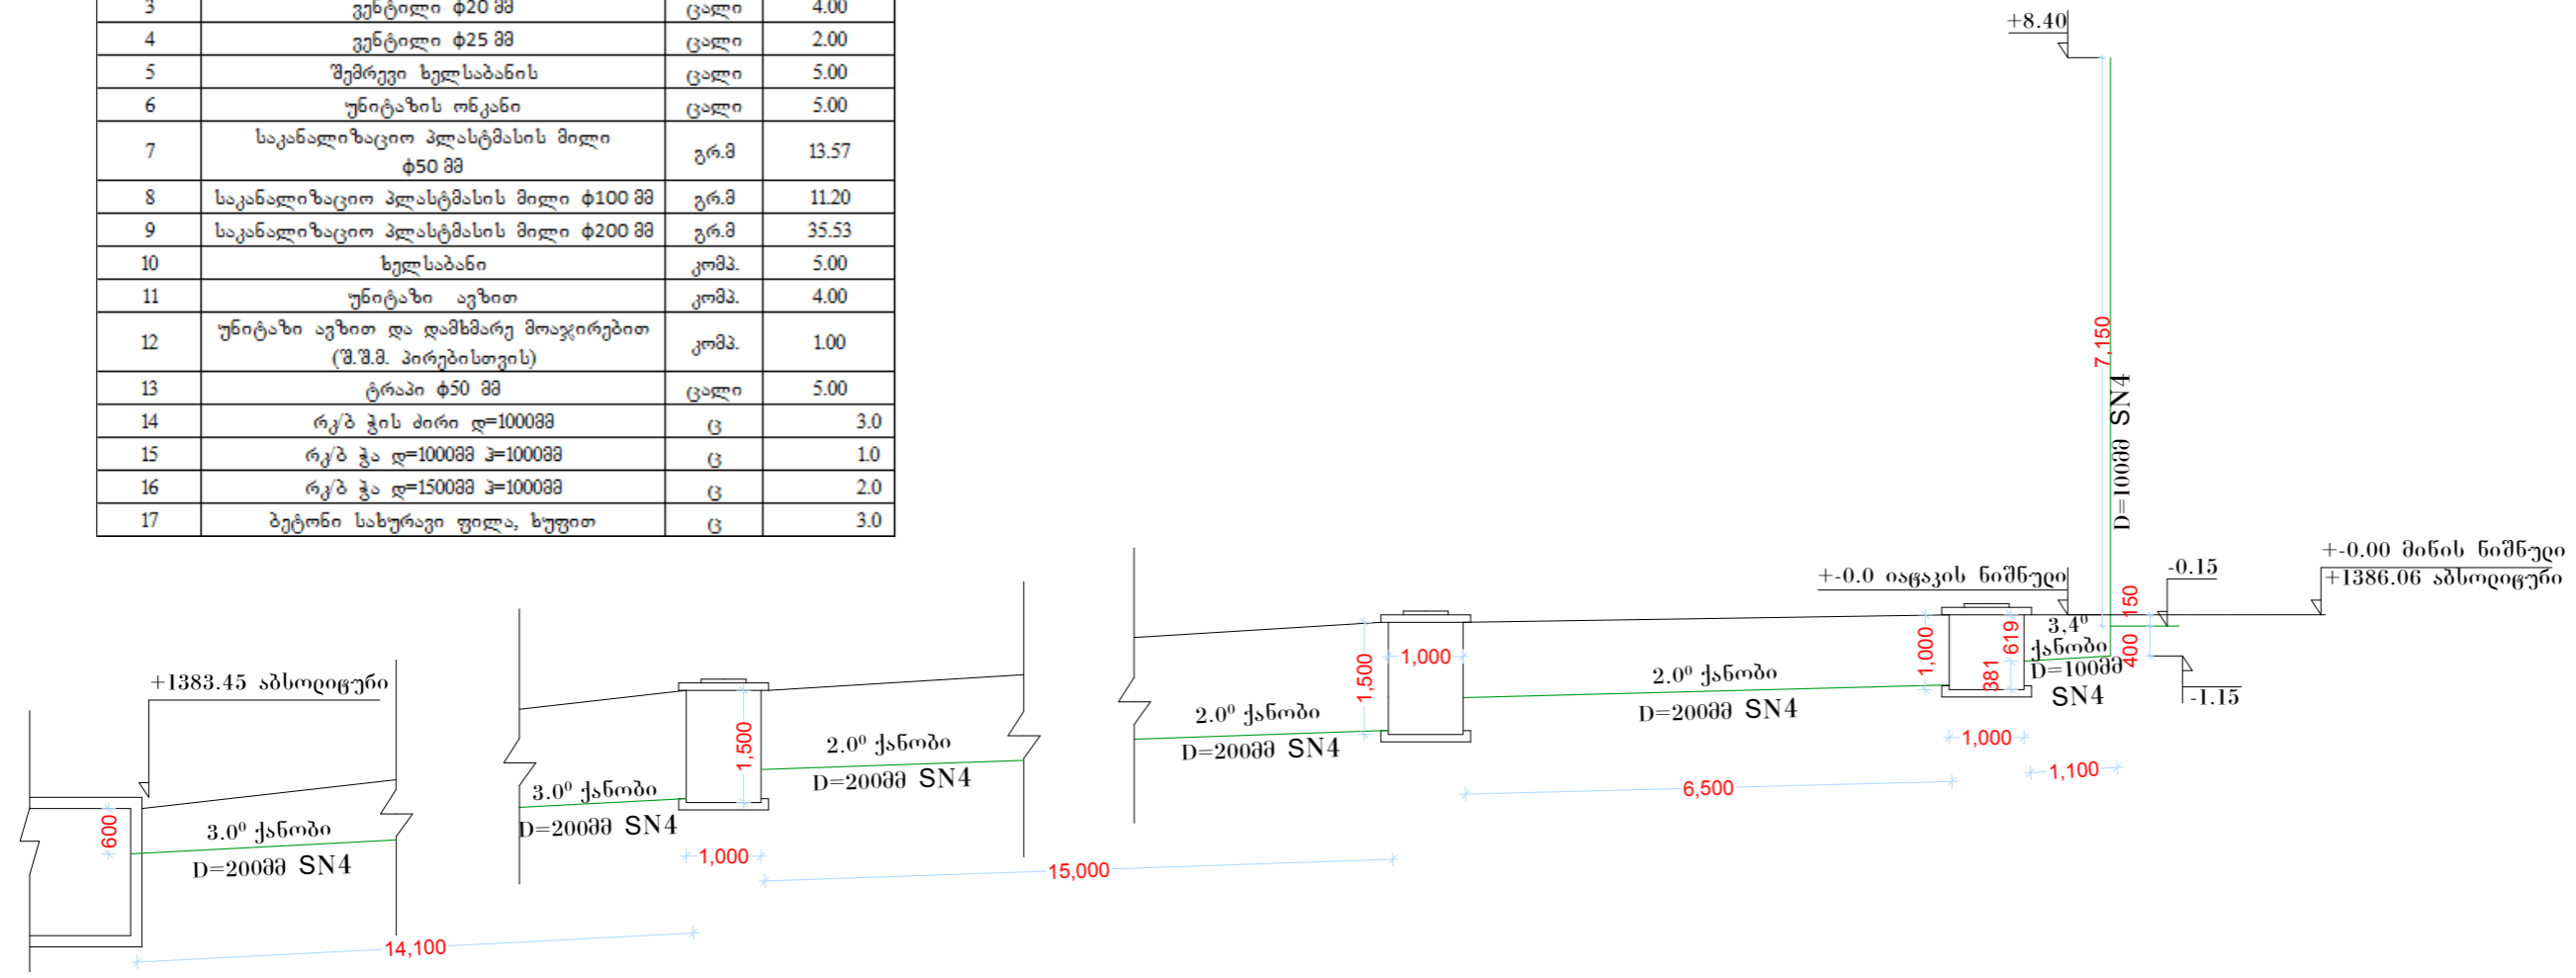 3 ვენტილი ф20 მმ ცალი 4.00
4 ვენტილი ф25 მმ ცალი 2.00
5 შემრევი ხელსაბანის ცალი 5.00
6 უნიტაზის ონკანი ცალი 5.00
7 საკანალიზაციო პლასტმასის მილი
ф50 მმ გრ.მ 13.57
8 საკანალიზაციო პლასტმასის მილი ф100 მმ გრ.მ 11.20
9 საკანალიზაციო პლასტმასის მილი ф200 მმ გრ.მ 35.53
10 ხელსაბანი კომპ. 5.00
11 უნიტაზი ავზით კომპ. 4.00
12 უნიტაზი ავზით და დამხმარე მოაჯირებით
(შ.შ.მ. პირებისთვის) კომპ. 1.00
13 ტრაპი ф50 მმ ცალი 5.00
14 რკ/ბ ჭის ძირი დ=1000მმ ც 3.0
15 რკ/ბ ჭა დ=1000მმ ჰ=1000მმ ც 1.0
16 რკ/ბ ჭა დ=1500მმ ჰ=1000მმ ც 2.0
17 ბეტონი სახურავი ფილა, ხუფით ც 3.0
+8.40
7,150
D=100მმ SN4
+-0.00 მიწის ნიშნული
+1386.06 აბსოლიტური
+-0.0 იატაკის ნიშნული
-0.15
150
400
-1.15
3,4⁰
ქანობი
D=100მმ
SN4
619
381
1,000
1,000
1,100
2.0⁰ ქანობი
D=200მმ SN4
6,500
1,000
1,500
2.0⁰ ქანობი
D=200მმ SN4
15,000
2.0⁰ ქანობი
D=200მმ SN4
1,500
1,000
3.0⁰ ქანობი
D=200მმ SN4
14,100
+1383.45 აბსოლიტური
600
3.0⁰ ქანობი
D=200მმ SN4